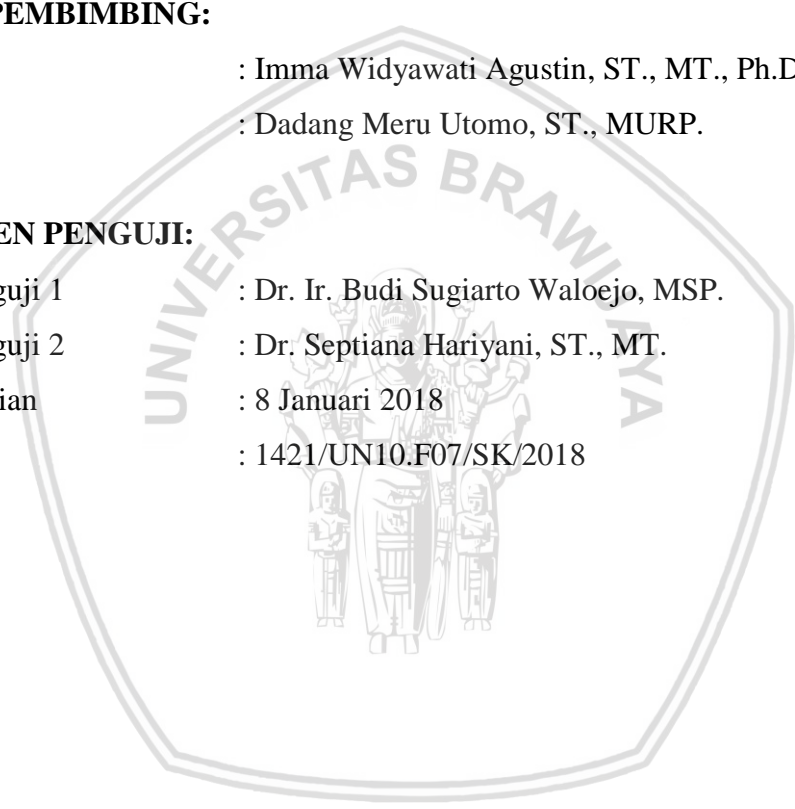 PEMBIMBING:
: Imma Widyawati Agustin, ST., MT., Ph.D
: Dadang Meru Utomo, ST., MURP.
UNIVERSITAS BRAWIJAYA
EN PENGUJI:
guji 1 : Dr. Ir. Budi Sugiarto Waloejo, MSP.
guji 2 : Dr. Septiana Hariyani, ST., MT.
ian : 8 Januari 2018
: 1421/UN10.F07/SK/2018